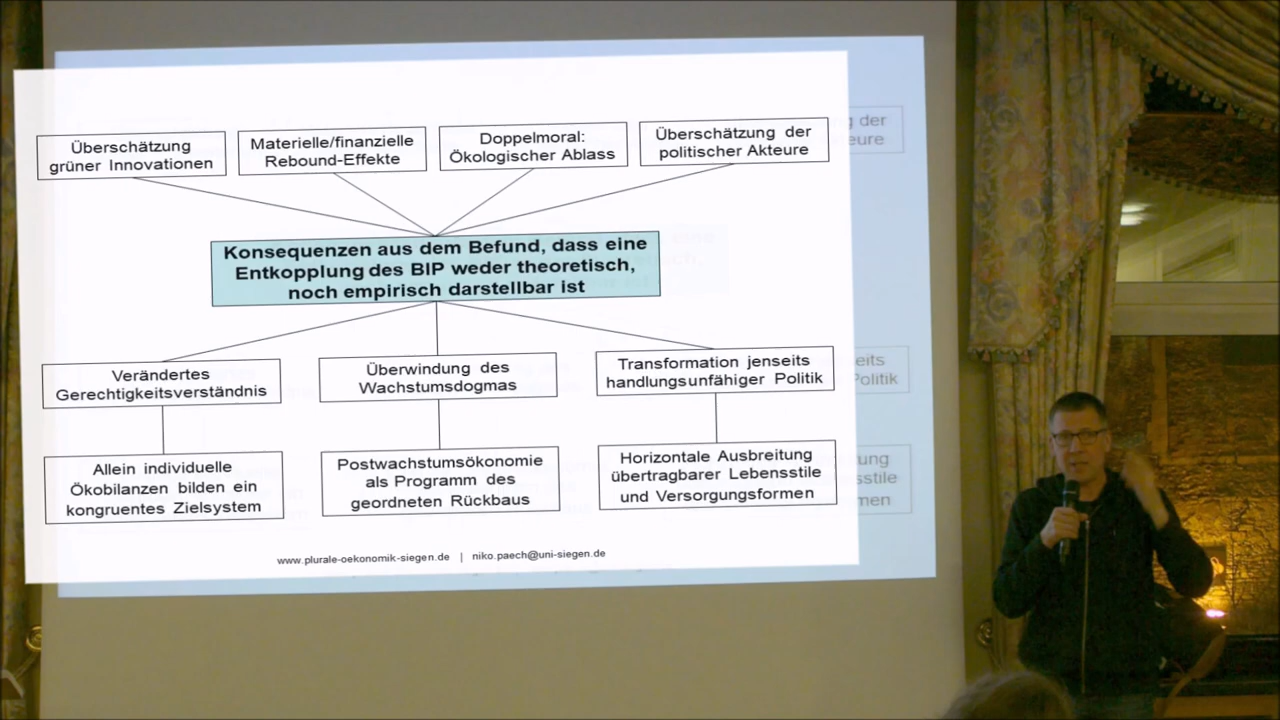 Überschätzung
grüner Innovationen
Materielle/finanzielle
Rebound-Effekte
Doppelmoral:
Ökologischer Ablass
Überschätzung der
politischer Akteure
Konsequenzen aus dem Befund, dass eine
Entkopplung des BIP weder theoretisch,
noch empirisch darstellbar ist
Verändertes
Gerechtigkeitsverständnis
Überwindung des
Wachstumsdogmas
Transformation jenseits
handlungsunfähiger Politik
Allein individuelle
Ökobilanzen bilden ein
kongruentes Zielsystem
Postwachstumsökonomie
als Programm des
geordneten Rückbaus
Horizontale Ausbreitung
übertragbarer Lebensstile
und Versorgungsformen
www.plurale-oekonomik-siegen.de | niko.paech@uni-siegen.de